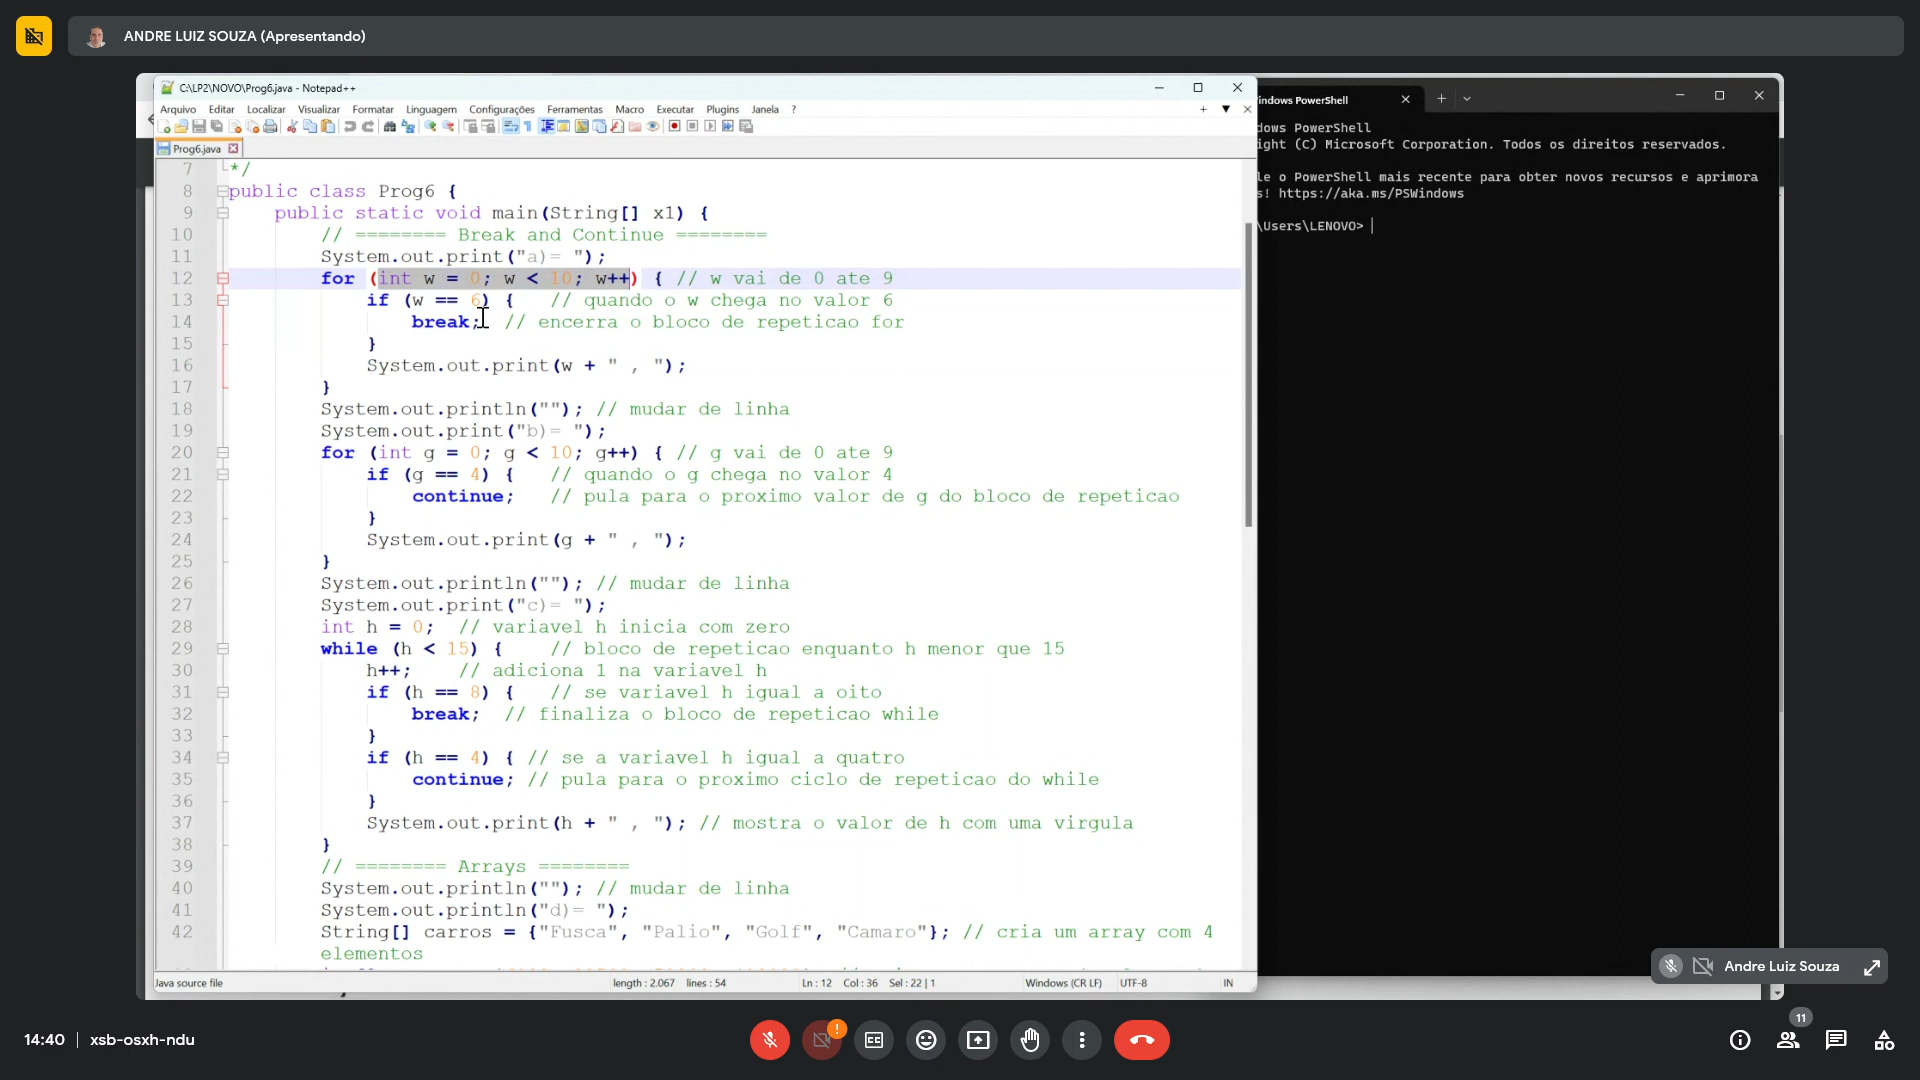 ANDRE LUIZ SOUZA (Apresentando)
C:\LP2\NOVO\Prog6.java - Notepad++
Arquivo Editar Localizar Visualizar Formatar Linguagem Configurações Ferramentas Macro Executar Plugins Janela ?
Prog6.java
7 */
8 public class Prog6 {
9 public static void main(String[] x1) {
10 // ======== Break and Continue ========
11 System.out.print("a)= ");
12 for (int w = 0; w < 10; w++) { // w vai de 0 ate 9
13 if (w == 6) { // quando o w chega no valor 6
14 break; // encerra o bloco de repeticao for
15 }
16 System.out.print(w + " , ");
17 }
18 System.out.println(""); // mudar de linha
19 System.out.print("b)= ");
20 for (int g = 0; g < 10; g++) { // g vai de 0 ate 9
21 if (g == 4) { // quando o g chega no valor 4
22 continue; // pula para o proximo valor de g do bloco de repeticao
23 }
24 System.out.print(g + " , ");
25 }
26 System.out.println(""); // mudar de linha
27 System.out.print("c)= ");
28 int h = 0; // variavel h inicia com zero
29 while (h < 15) { // bloco de repeticao enquanto h menor que 15
30 h++; // adiciona 1 na variavel h
31 if (h == 8) { // se variavel h igual a oito
32 break; // finaliza o bloco de repeticao while
33 }
34 if (h == 4) { // se a variavel h igual a quatro
35 continue; // pula para o proximo ciclo de repeticao do while
36 }
37 System.out.print(h + " , "); // mostra o valor de h com uma virgula
38 }
39 // ======== Arrays ========
40 System.out.println(""); // mudar de linha
41 System.out.println("d)= ");
42 String[] carros = {"Fusca", "Palio", "Golf", "Camaro"}; // cria um array com 4
elementos
Java source file length : 2.067 lines : 54 Ln : 12 Col : 36 Sel : 22 | 1 Windows (CR LF) UTF-8 IN
indows PowerShell
dows PowerShell
ight (C) Microsoft Corporation. Todos os direitos reservados.
le o PowerShell mais recente para obter novos recursos e aprimora
s! https://aka.ms/PSWindows
\Users\LENOVO>
Andre Luiz Souza
14:40 | xsb-osxh-ndu
11